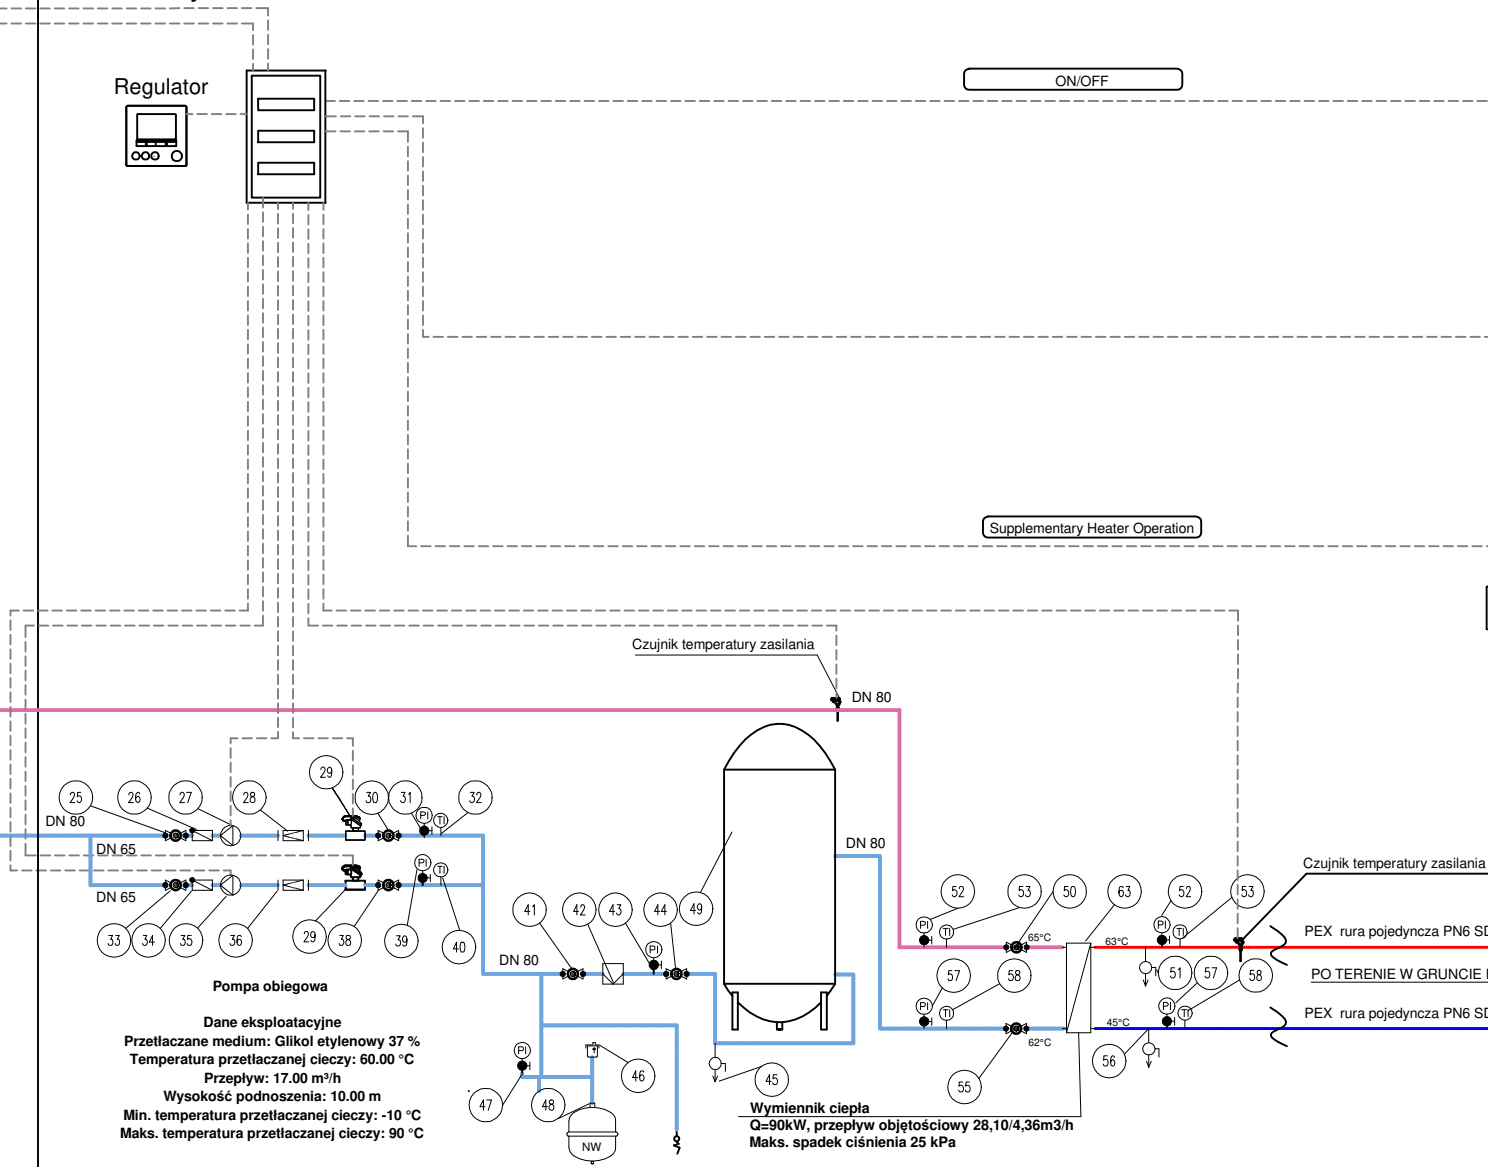 Regulator
ON/OFF
Supplementary Heater Operation
Czujnik temperatury zasilania
DN 80
29
25
26
27
28
30
31
32
DN 80
PI
TI
DN 65
PI
TI
DN 65
33
34
35
36
29
38
39
40
DN 80
Czujnik temperatury zasilania
41
42
43
44
49
52
53
50
63
52
53
DN 80
PI
PI
TI
65°C
63°C
PI
TI
PEX rura pojedyncza PN6
57
58
51
57
58
PO TERENIE W GRUNCIE
PI
TI
45°C
62°C
PI
TI
PEX rura pojedyncza PN6
Pompa obiegowa
Dane eksploatacyjne
Przetłaczane medium: Glikol etylenowy 37 %
Temperatura przetłaczanej cieczy: 60.00 °C
Przepływ: 17.00 m³/h
Wysokość podnoszenia: 10.00 m
Min. temperatura przetłaczanej cieczy: -10 °C
Maks. temperatura przetłaczanej cieczy: 90 °C
PI
46
45
55
56
47
48
NW
Wymiennik ciepła
Q=90kW, przepływ objętościowy 28,10/4,36m3/h
Maks. spadek ciśnienia 25 kPa